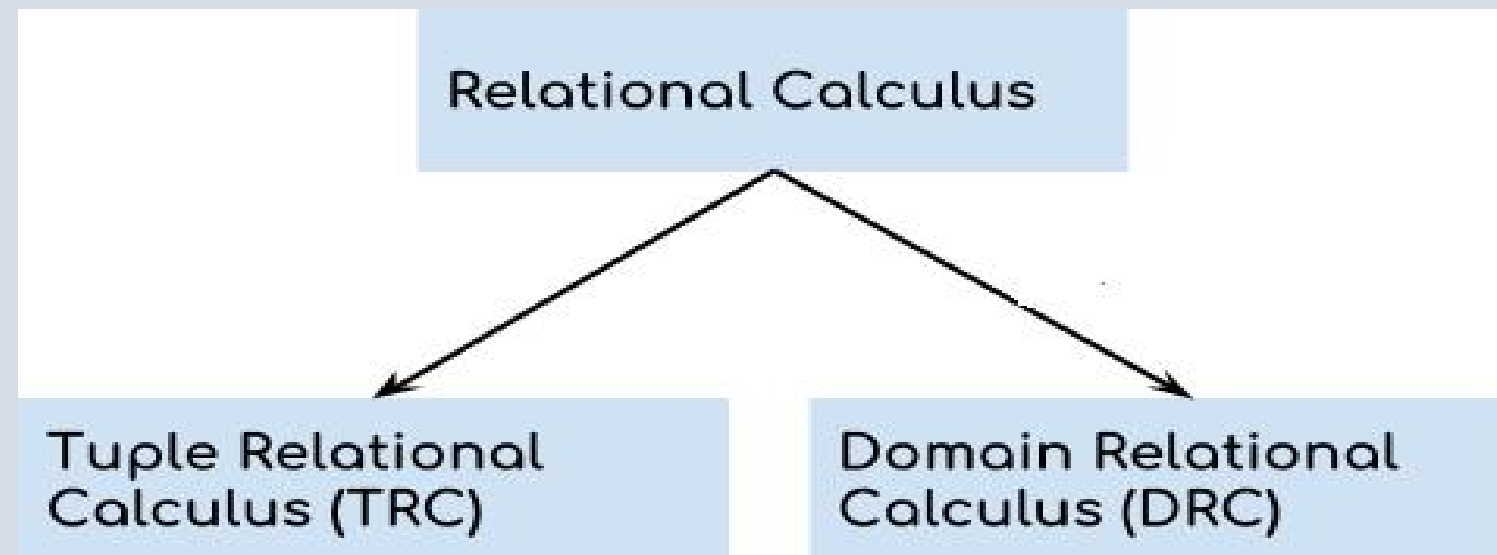 Relational Calculus
Tuple Relational
Calculus (TRC)
Domain Relational
Calculus (DRC)